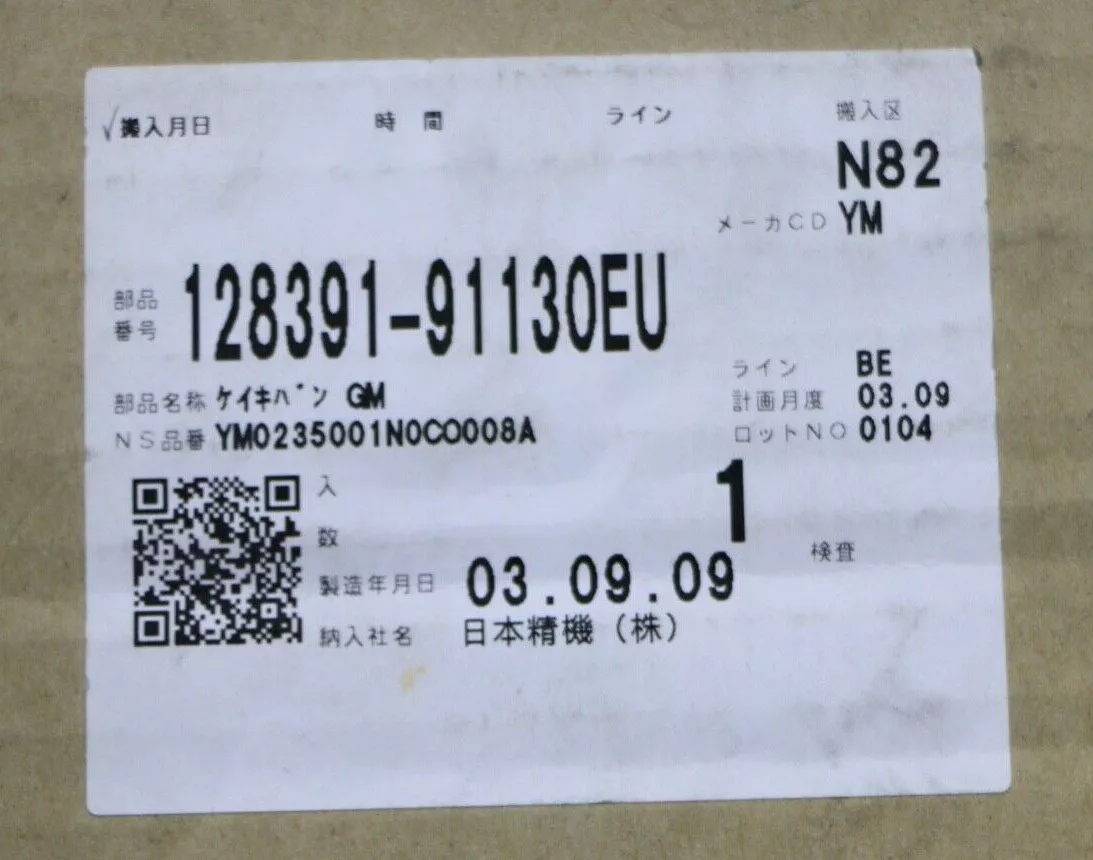 √搬入月日 時間 ライン 搬入区
N82
メーカCD YM
部品番号 128391-91130EU
ライン BE
部品名称 ケイキバン GM 計画月度 03.09
NS品番 YM0235001N0C0008A ロットNO 0104
入数 1
検査
製造年月日 03.09.09
納入社名 日本精機(株)